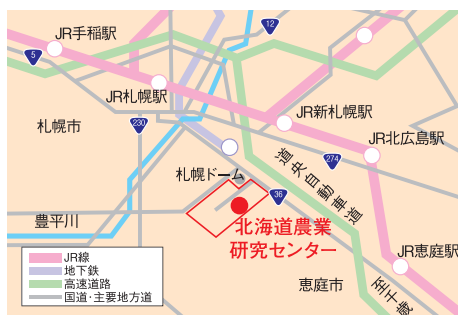 JR手稲駅
12
5
JR札幌駅
札幌市
230
JR新札幌駅
JR北広島駅
274
道央自動車道
札幌ドーム
36
豊平川
北海道農業
研究センター
JR恵庭駅
恵庭市
至千歳
JR線
地下鉄
高速道路
国道・主要地方道